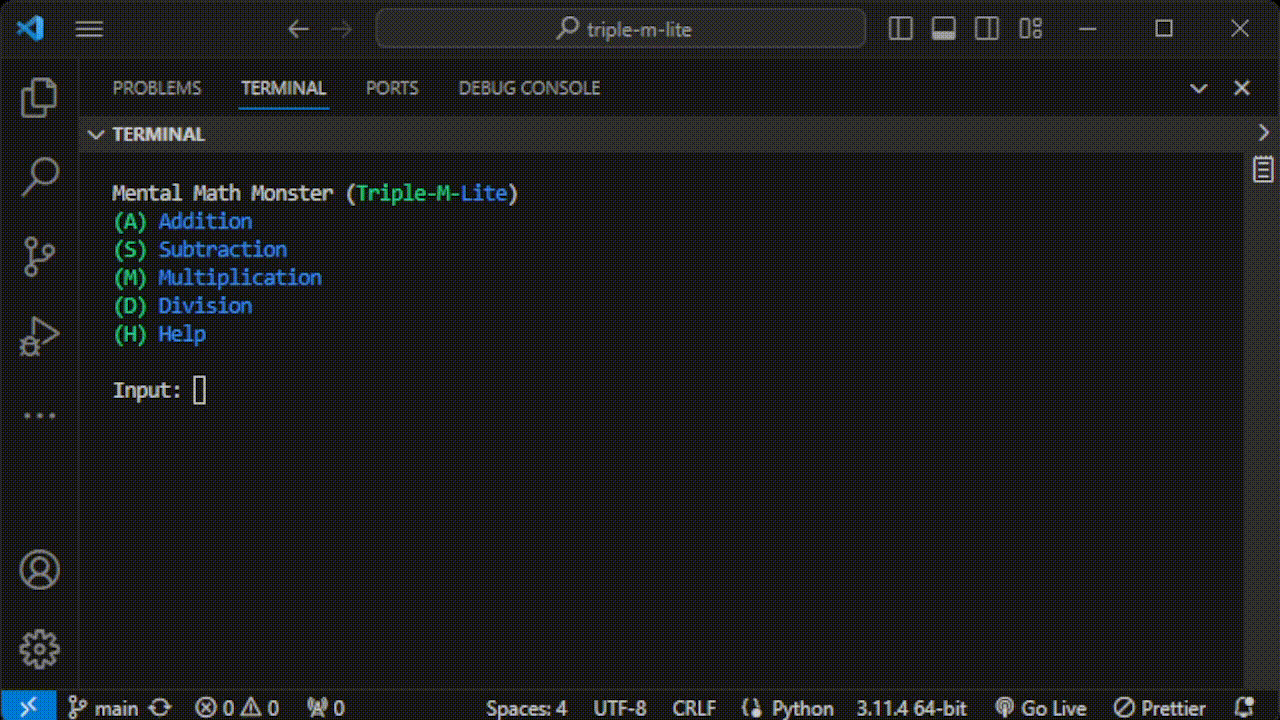 triple-m-lite
PROBLEMS TERMINAL PORTS DEBUG CONSOLE
TERMINAL
Mental Math Monster (Triple-M-Lite)
(A) Addition
(S) Subtraction
(M) Multiplication
(D) Division
(H) Help
Input:
main 0 0 0 Spaces: 4 UTF-8 CRLF Python 3.11.4 64-bit Go Live Prettier